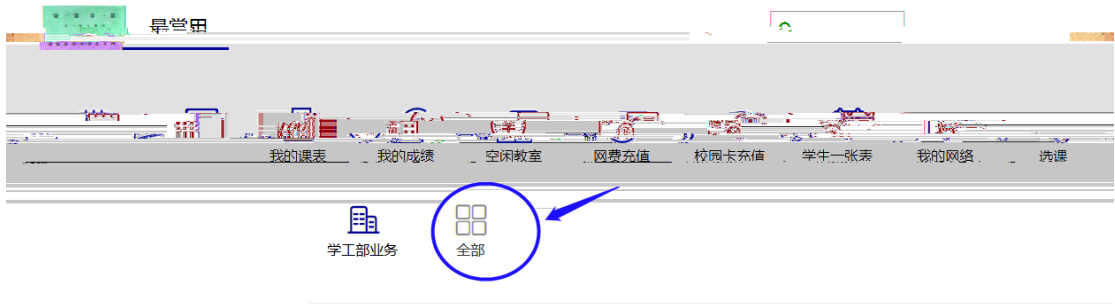 最常用
我的课表 我的成绩 空闲教室 网费充值 校园卡充值 学生一张表 我的网络 选课
学工部业务 全部